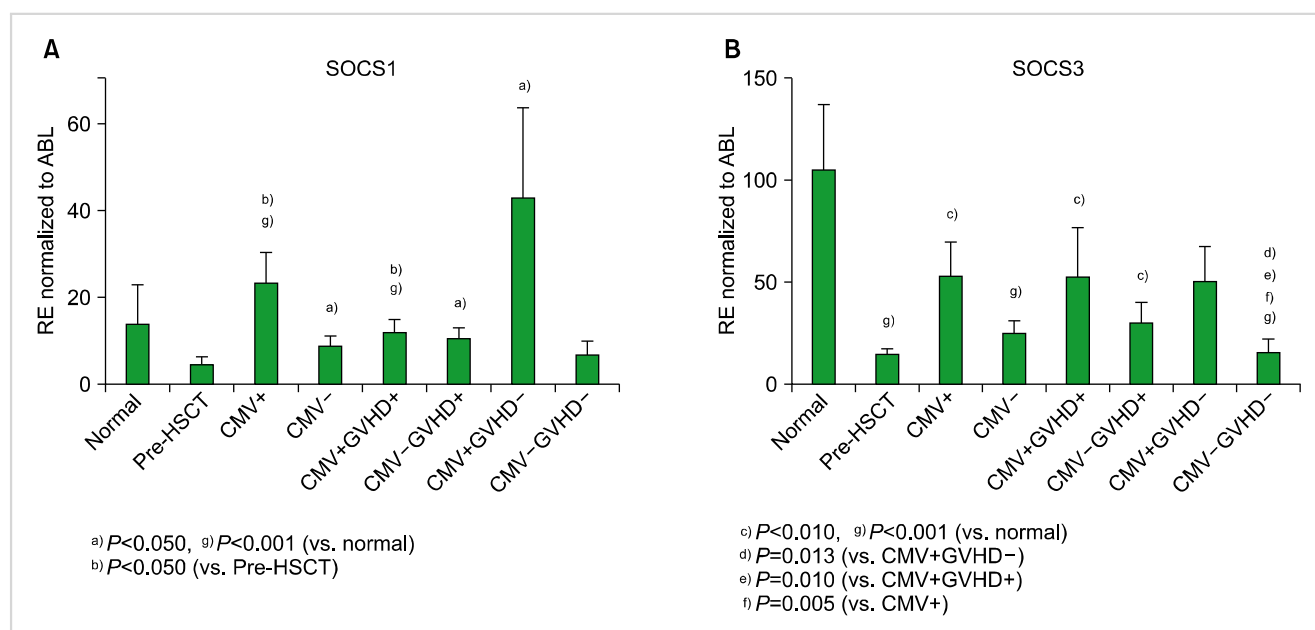 A
SOCS1
RE normalized to ABL
60
40
20
0
b)
g)
a)
b)
g)
a)
a)
Normal
Pre-HSCT
CMV+
CMV−
CMV+GVHD+
CMV−GVHD+
CMV+GVHD−
CMV−GVHD−
a) P<0.050, g) P<0.001 (vs. normal)
b) P<0.050 (vs. Pre-HSCT)
B
SOCS3
RE normalized to ABL
150
100
50
0
g)
c)
g)
c)
c)
d)
e)
f)
g)
Normal
Pre-HSCT
CMV+
CMV−
CMV+GVHD+
CMV−GVHD+
CMV+GVHD−
CMV−GVHD−
c) P<0.010, g) P<0.001 (vs. normal)
d) P=0.013 (vs. CMV+GVHD−)
e) P=0.010 (vs. CMV+GVHD+)
f) P=0.005 (vs. CMV+)